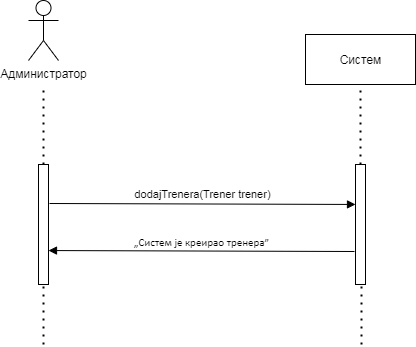 Администратор
Систем
dodajTrenera(Trener trener)
„Систем је креирао тренера”